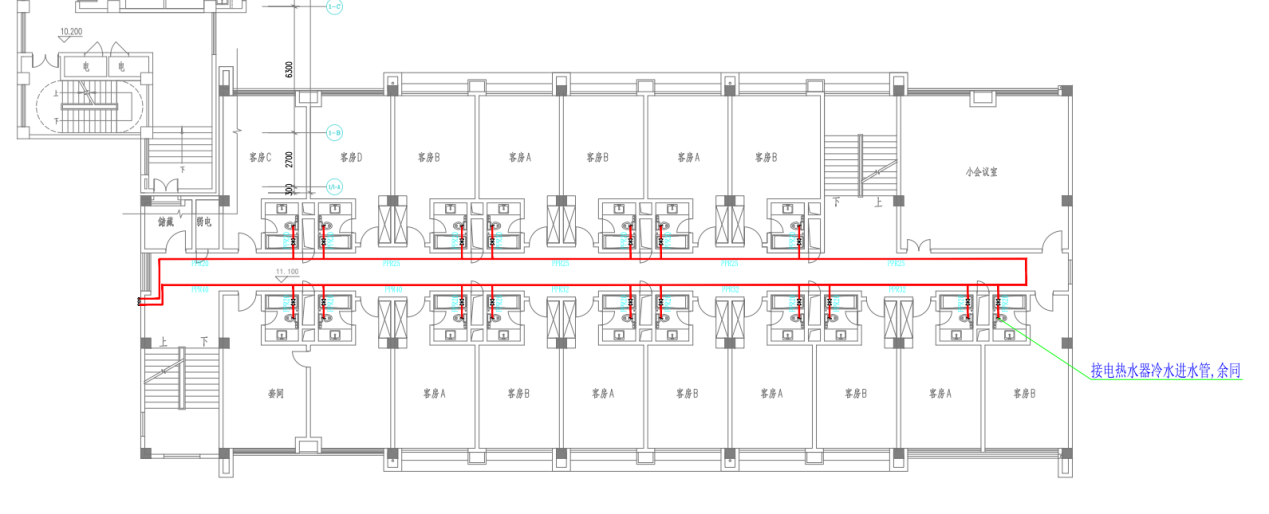 1-C
10.200
电
电
上
下
6300
1-B
2700
1/1-A
300
下
客房C
客房D
客房B
客房A
客房B
客房A
客房B
小会议室
下
上
储藏
弱电
11.100
上
下
套间
客房A
客房B
客房A
客房B
客房A
客房B
客房A
客房B
接电热水器冷水进水管,余同